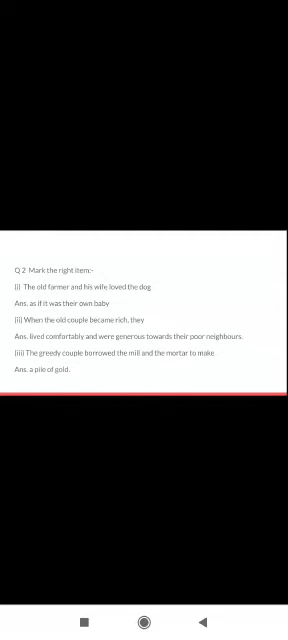 Q 2 Mark the right item:-
(i) The old farmer and his wife loved the dog
Ans. as if it was their own baby
(ii) When the old couple became rich, they
Ans. lived comfortably and were generous towards their poor neighbours.
(iii) The greedy couple borrowed the mill and the mortar to make
Ans. a pile of gold.